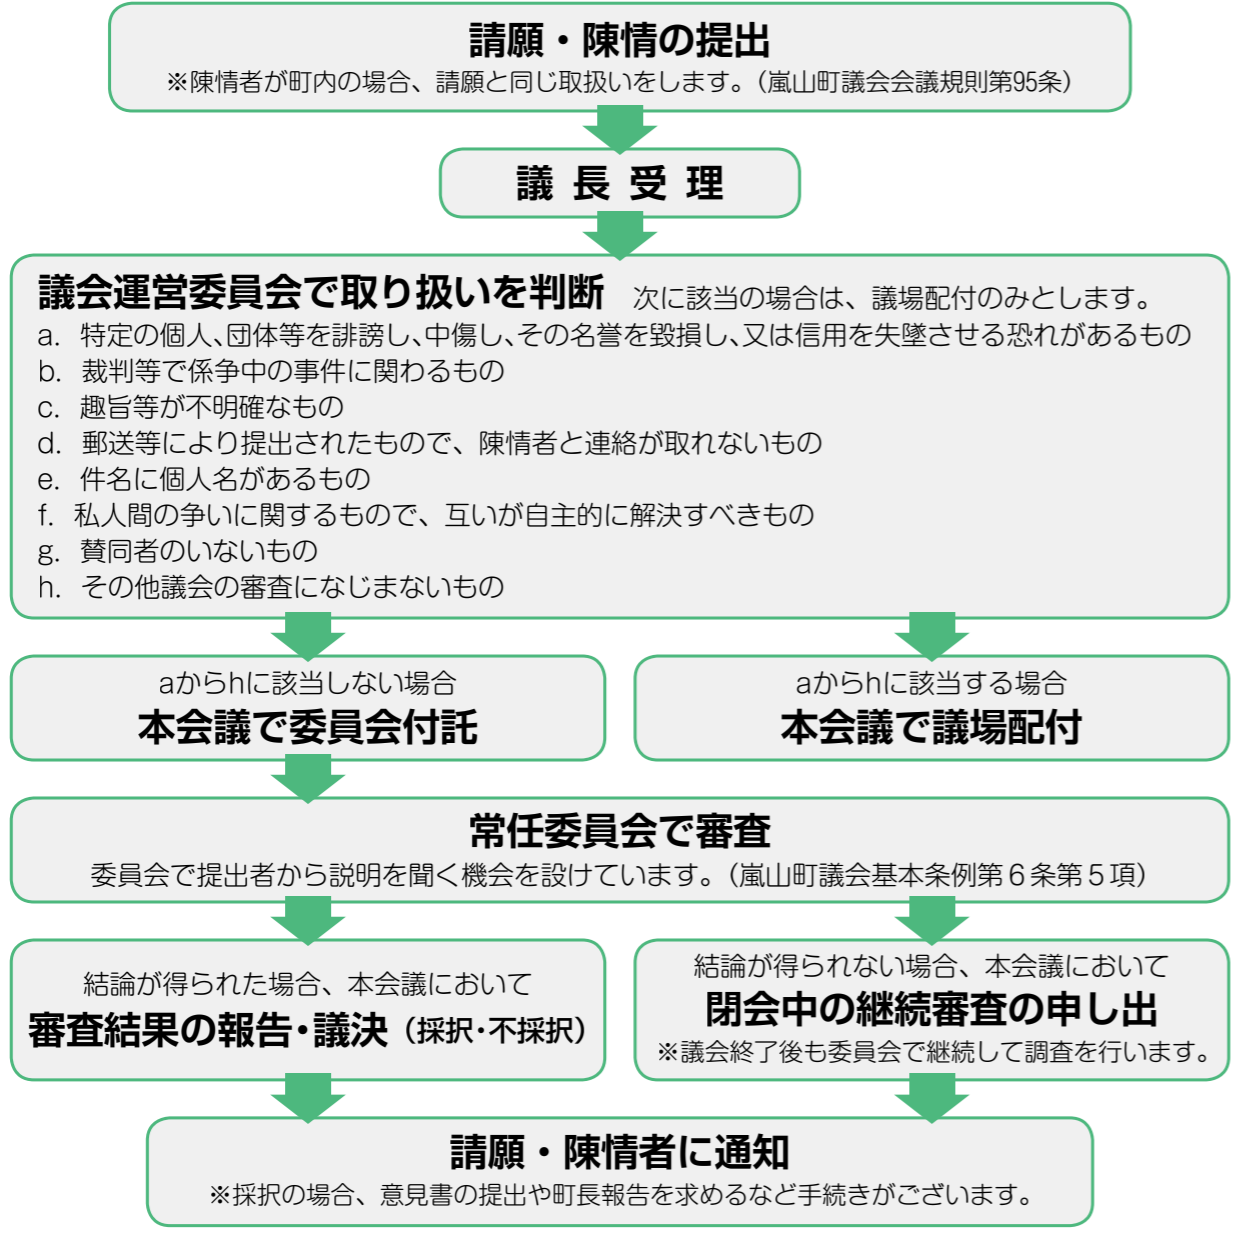 請願・陳情の提出
※陳情者が町内の場合、請願と同じ取扱いをします。（嵐山町議会会議規則第95条）
議長受理
議会運営委員会で取り扱いを判断　次に該当の場合は、議場配付のみとします。
a. 特定の個人、団体等を誹謗し、中傷し、その名誉を毀損し、又は信用を失墜させる恐れがあるもの
b. 裁判等で係争中の事件に関わるもの
c. 趣旨等が不明確なもの
d. 郵送等により提出されたもので、陳情者と連絡が取れないもの
e. 件名に個人名があるもの
f. 私人間の争いに関するもので、互いが自主的に解決すべきもの
g. 賛同者のいないもの
h. その他議会の審査になじまないもの
aからhに該当しない場合
本会議で委員会付託
aからhに該当する場合
本会議で議場配付
常任委員会で審査
委員会で提出者から説明を聞く機会を設けています。（嵐山町議会基本条例第６条第５項）
結論が得られた場合、本会議において
審査結果の報告・議決（採択・不採択）
結論が得られない場合、本会議において
閉会中の継続審査の申し出
※議会終了後も委員会で継続して調査を行います。
請願・陳情者に通知
※採択の場合、意見書の提出や町長報告を求めるなど手続きがございます。